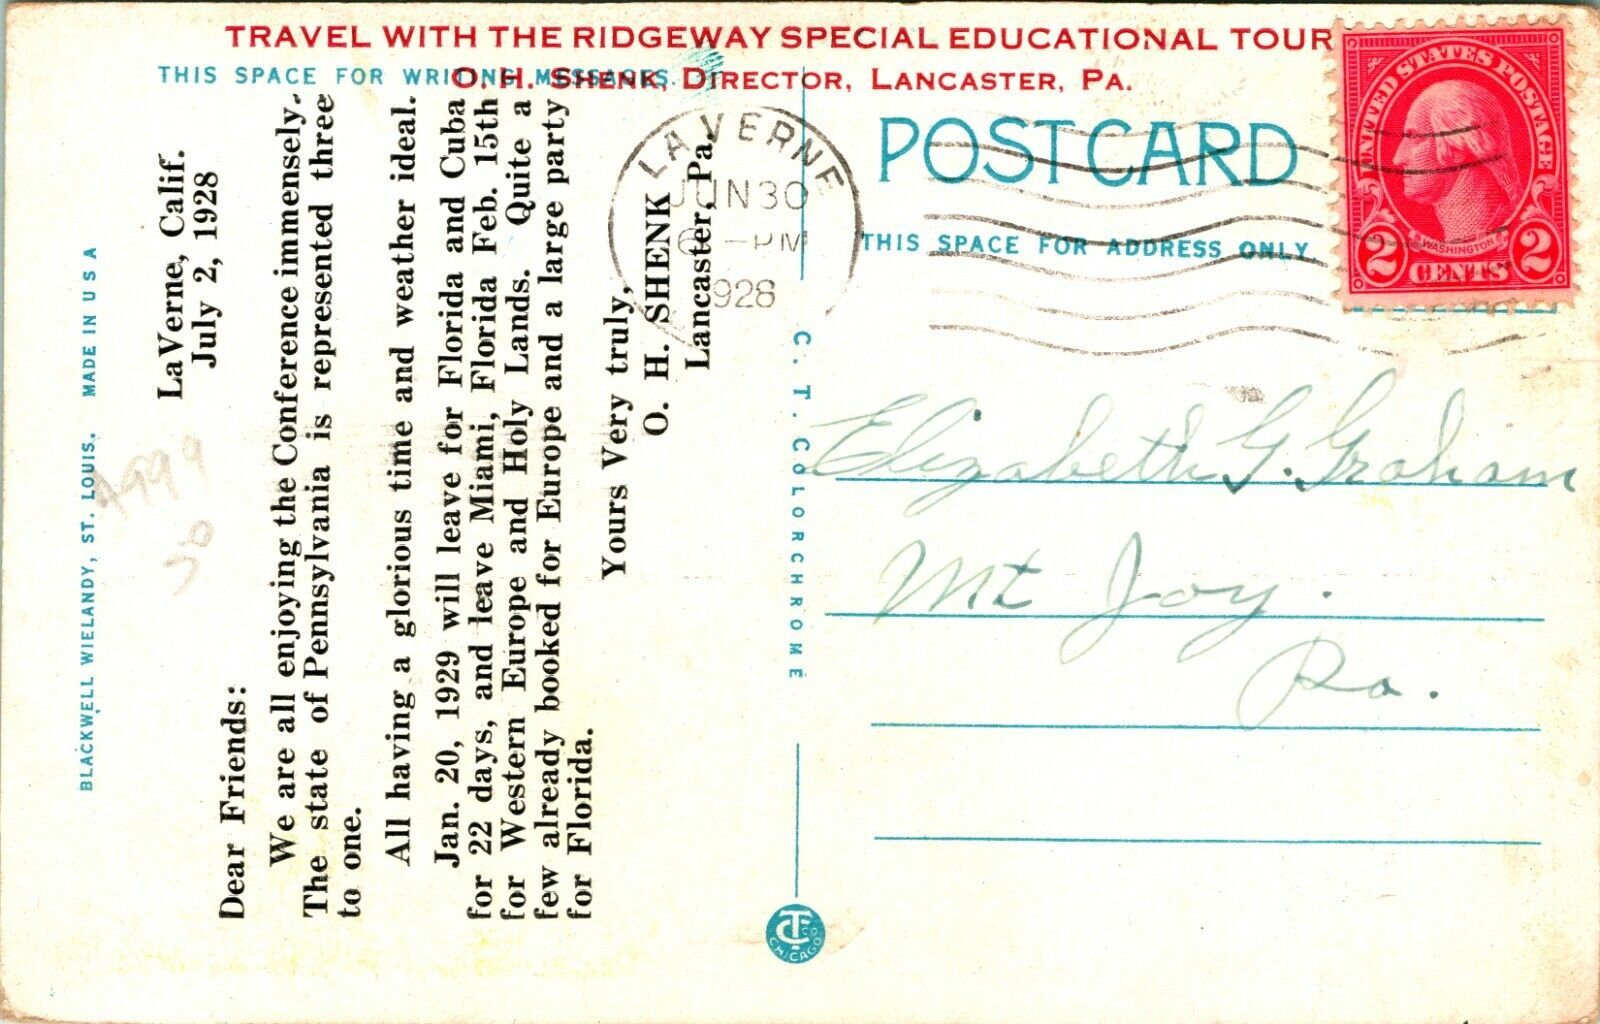 TRAVEL WITH THE RIDGEWAY SPECIAL EDUCATIONAL TOUR
O. H. SHENK, DIRECTOR, LANCASTER, PA.
THIS SPACE FOR WRITING MESSAGES.
BLACKWELL WIELANDY, ST. LOUIS. MADE IN U S A
LaVerne, Calif.
July 2, 1928
Dear Friends:
We are all enjoying the Conference immensely.
The state of Pennsylvania is represented three
to one.
All having a glorious time and weather ideal.
Jan. 20, 1929 will leave for Florida and Cuba
for 22 days, and leave Miami, Florida Feb. 15th
for Western Europe and Holy Lands. Quite a
few already booked for Europe and a large party
for Florida.
Yours Very truly,
O. H. SHENK
Lancaster, Pa.
LA VERNE
JUN 30
6 - PM
1928
POSTCARD
THIS SPACE FOR ADDRESS ONLY.
UNITED STATES POSTAGE
WASHINGTON
2 CENTS 2
C. T. COLORCHROME
Elizabeth G. Graham
Mt Joy.
Pa.
CTCO
CHICAGO